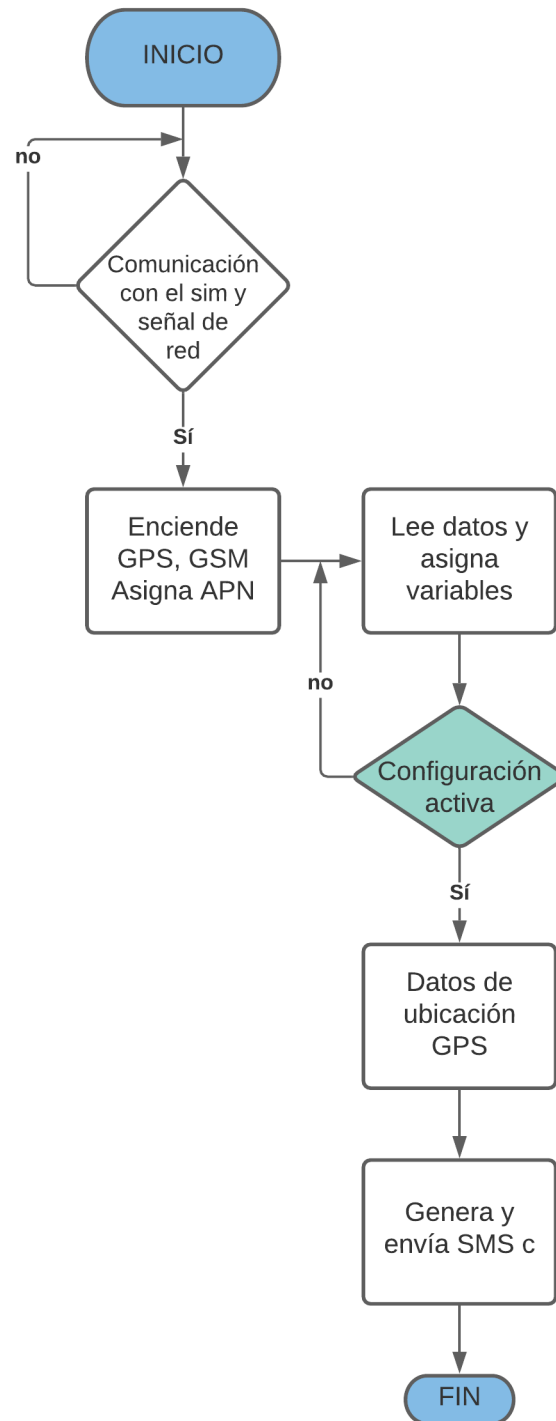 INICIO
no
Comunicación
con el sim y
señal de
red
Sí
Enciende
GPS, GSM
Asigna APN
Lee datos y
asigna
variables
no
Configuración
activa
Sí
Datos de
ubicación
GPS
Genera y
envía SMS c
FIN